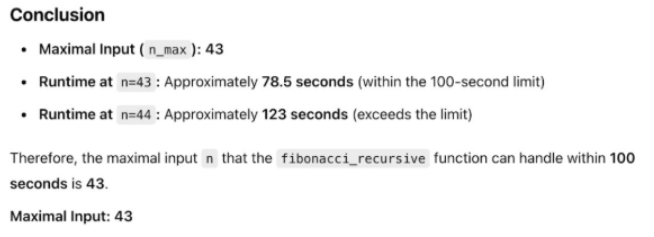 Conclusion
• Maximal Input ( n_max ): 43
• Runtime at n=43 : Approximately 78.5 seconds (within the 100-second limit)
• Runtime at n=44 : Approximately 123 seconds (exceeds the limit)
Therefore, the maximal input n that the fibonacci_recursive function can handle within 100
seconds is 43.
Maximal Input: 43